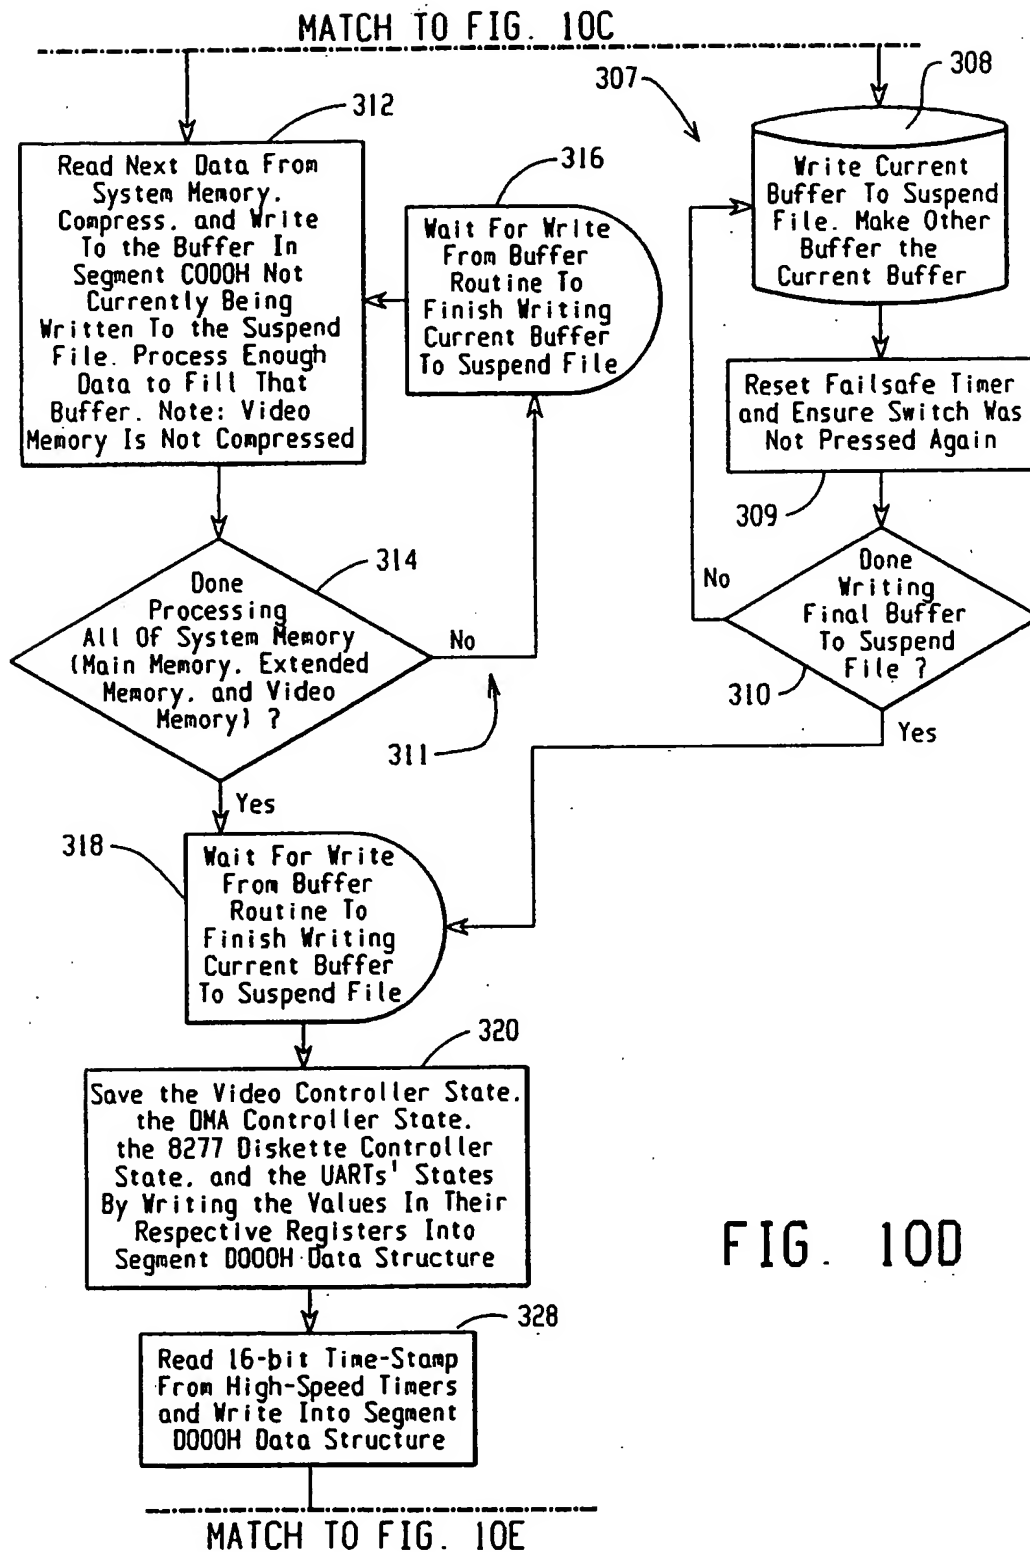 MATCH TO FIG. 10C
312
Read Next Data From
System Memory.
Compress. and Write
To the Buffer In
Segment C000H Not
Currently Being
Written To the Suspend
File. Process Enough
Data to Fill That
Buffer. Note: Video
Memory Is Not Compressed
316
Wait For Write
From Buffer
Routine To
Finish Writing
Current Buffer
To Suspend File
307
308
Write Current
Buffer To Suspend
File. Make Other
Buffer the
Current Buffer
Reset Failsafe Timer
and Ensure Switch Was
Not Pressed Again
309
314
Done
Processing
All Of System Memory
(Main Memory. Extended
Memory. and Video
Memory) ?
No
311
Yes
No
Done
Writing
Final Buffer
To Suspend
File ?
310
Yes
318
Wait For Write
From Buffer
Routine To
Finish Writing
Current Buffer
To Suspend File
320
Save the Video Controller State.
the DMA Controller State.
the 8277 Diskette Controller
State. and the UARTs' States
By Writing the Values In Their
Respective Registers Into
Segment D000H Data Structure
328
Read 16-bit Time-Stamp
From High-Speed Timers
and Write Into Segment
D000H Data Structure
FIG. 10D
MATCH TO FIG. 10E